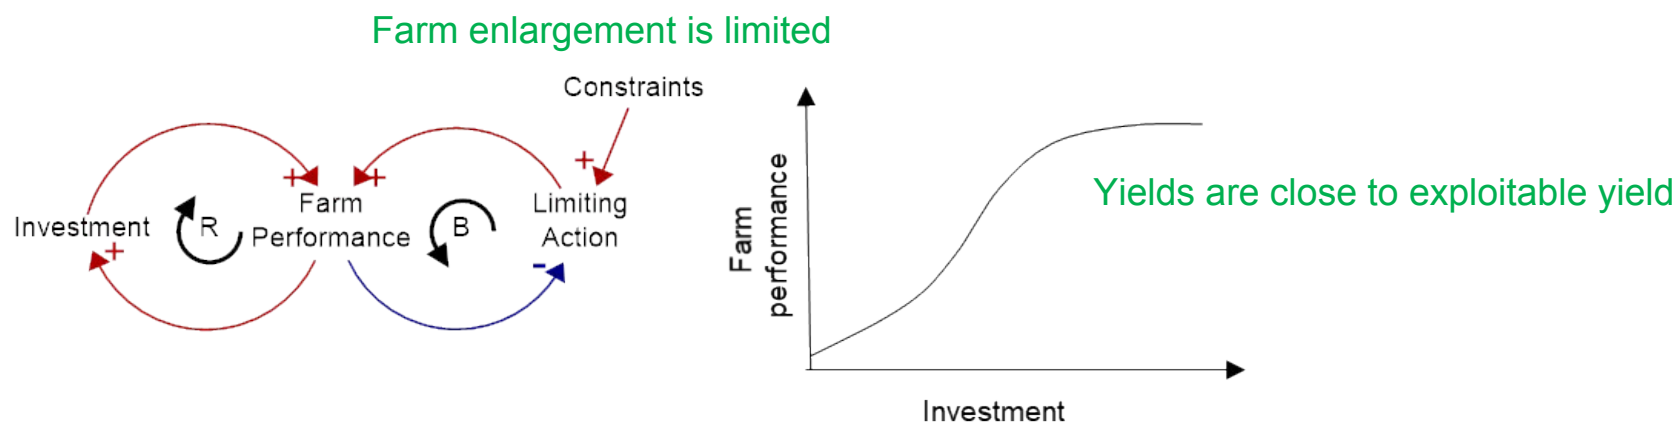 Farm enlargement is limited
Constraints
+
+
+
Farm
Performance
Limiting
Action
Investment
+
R
B
-
Farm
performance
Investment
Yields are close to exploitable yield